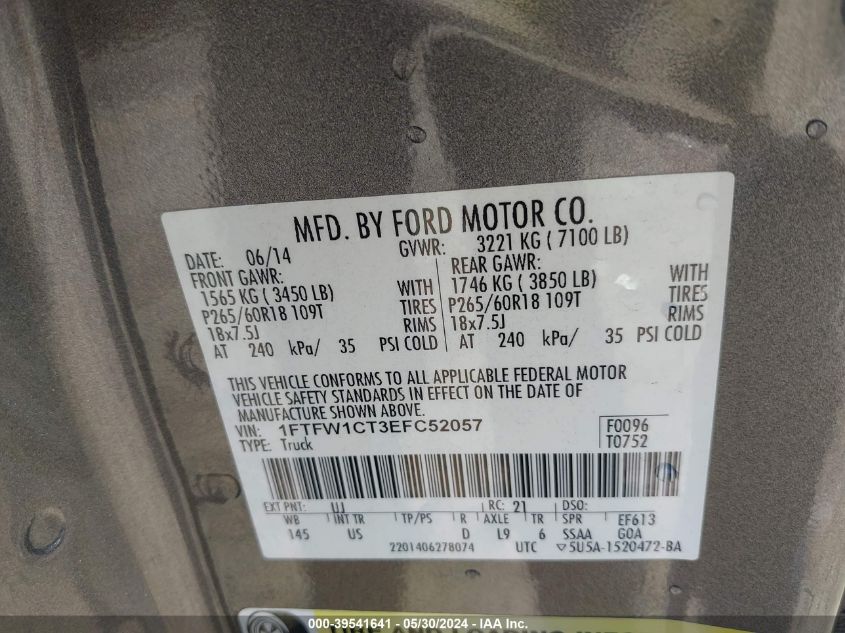 MFD. BY FORD MOTOR CO.
DATE: 06/14 GVWR: 3221 KG ( 7100 LB)
FRONT GAWR: REAR GAWR:
1565 KG ( 3450 LB) WITH 1746 KG ( 3850 LB) WITH
P265/60R18 109T TIRES P265/60R18 109T TIRES
18x7.5J RIMS 18x7.5J RIMS
AT 240 kPa/ 35 PSI COLD AT 240 kPa/ 35 PSI COLD
THIS VEHICLE CONFORMS TO ALL APPLICABLE FEDERAL MOTOR
VEHICLE SAFETY STANDARDS IN EFFECT ON THE DATE OF
MANUFACTURE SHOWN ABOVE.
VIN: 1FTFW1CT3EFC52057 F0096
TYPE: Truck T0752
EXT PNT: UJ RC: 21 DSO:
WB INT TR TP/PS R AXLE TR SPR EF613
145 US D L9 6 SSAA GOA
2201406278074 UTC ▽5U5A-1520472-BA
000-39541641 / 05/30/2024 - IAA Inc.